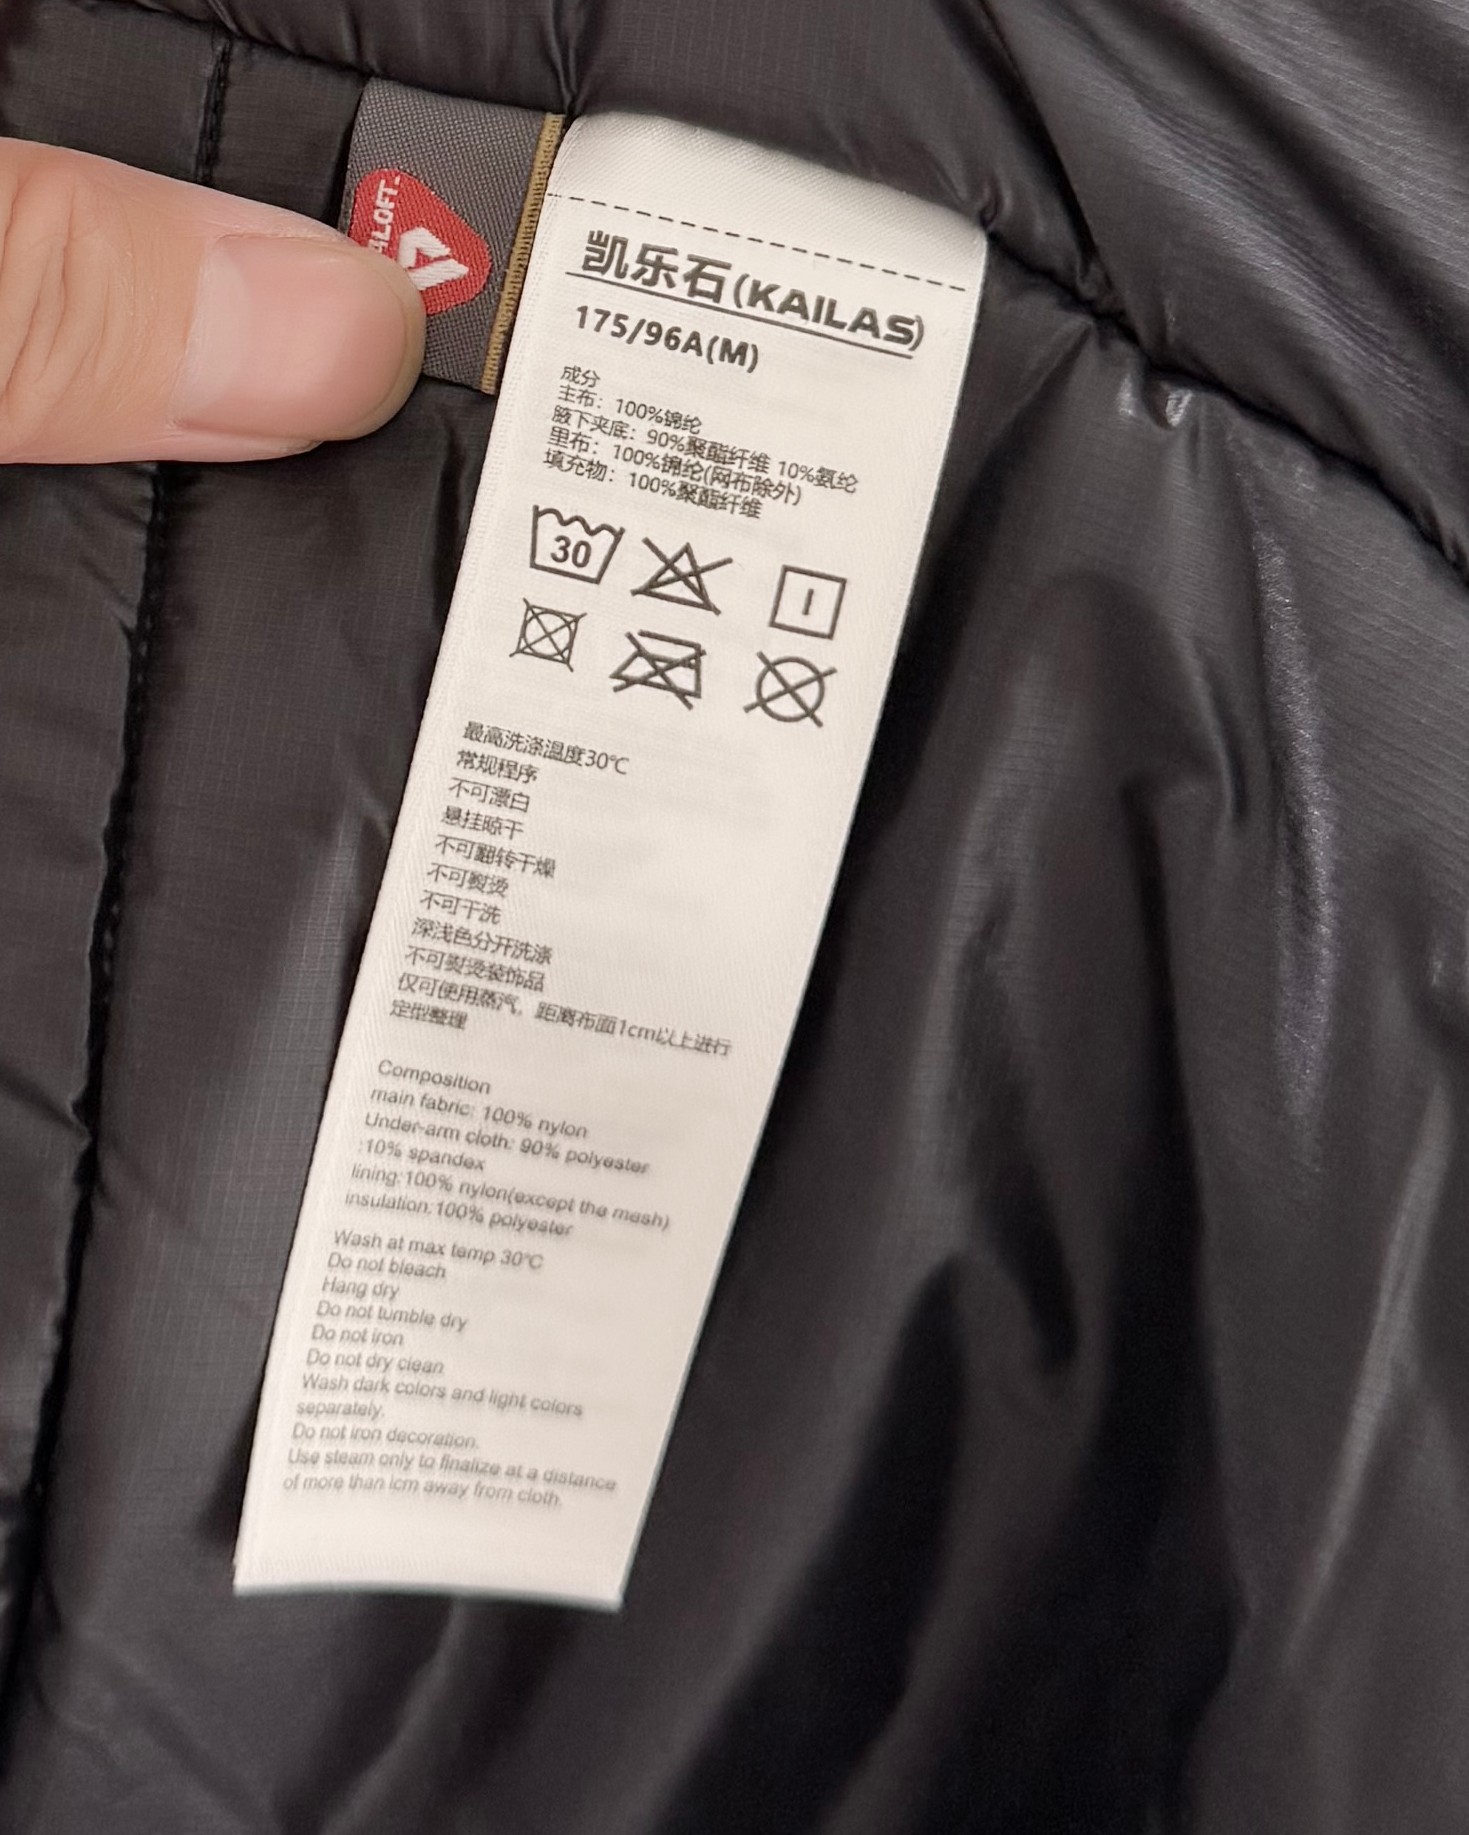 ALOFT
凯乐石(KAILAS)
175/96A(M)
成分
主布：100%锦纶
腋下夹底：90%聚酯纤维 10%氨纶
里布：100%锦纶(网布除外)
填充物：100%聚酯纤维
30
最高洗涤温度30℃
常规程序
不可漂白
悬挂晾干
不可翻转干燥
不可熨烫
不可干洗
深浅色分开洗涤
不可熨烫装饰品
仅可使用蒸汽，距离布面1cm以上进行
定型整理
Composition
main fabric: 100% nylon
Under-arm cloth: 90% polyester
:10% spandex
lining:100% nylon(except the mesh)
insulation:100% polyester
Wash at max temp 30℃
Do not bleach
Hang dry
Do not tumble dry
Do not iron
Do not dry clean
Wash dark colors and light colors
separately.
Do not iron decoration.
Use steam only to finalize at a distance
of more than 1cm away from cloth.